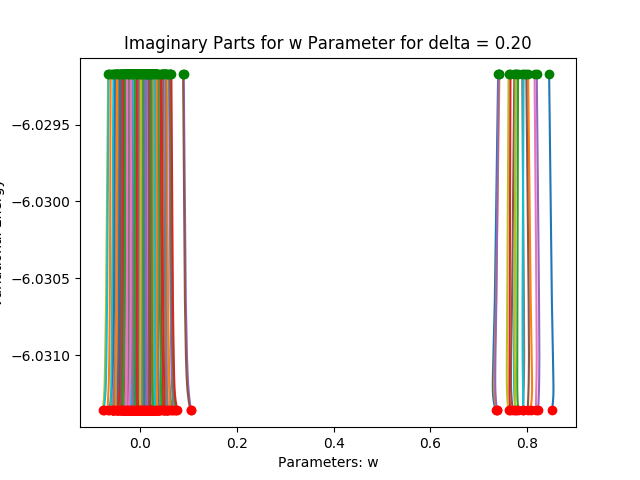 Imaginary Parts for w Parameter for delta = 0.20
−6.0295
−6.0300
−6.0305
−6.0310
0.0 0.2 0.4 0.6 0.8
Parameters: w